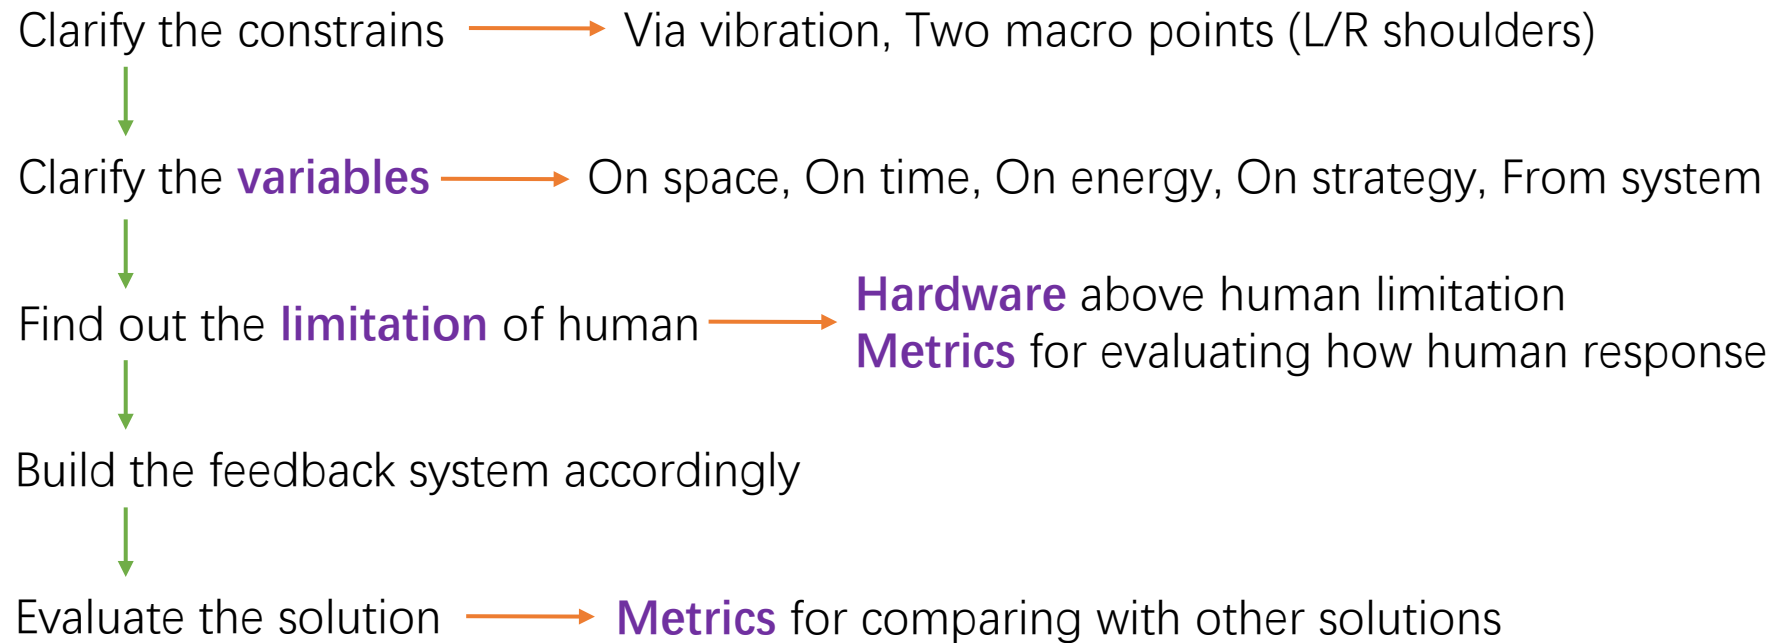 Clarify the constrains
Via vibration, Two macro points (L/R shoulders)
Clarify the variables
On space, On time, On energy, On strategy, From system
Find out the limitation of human
Hardware above human limitation
Metrics for evaluating how human response
Build the feedback system accordingly
Evaluate the solution
Metrics for comparing with other solutions